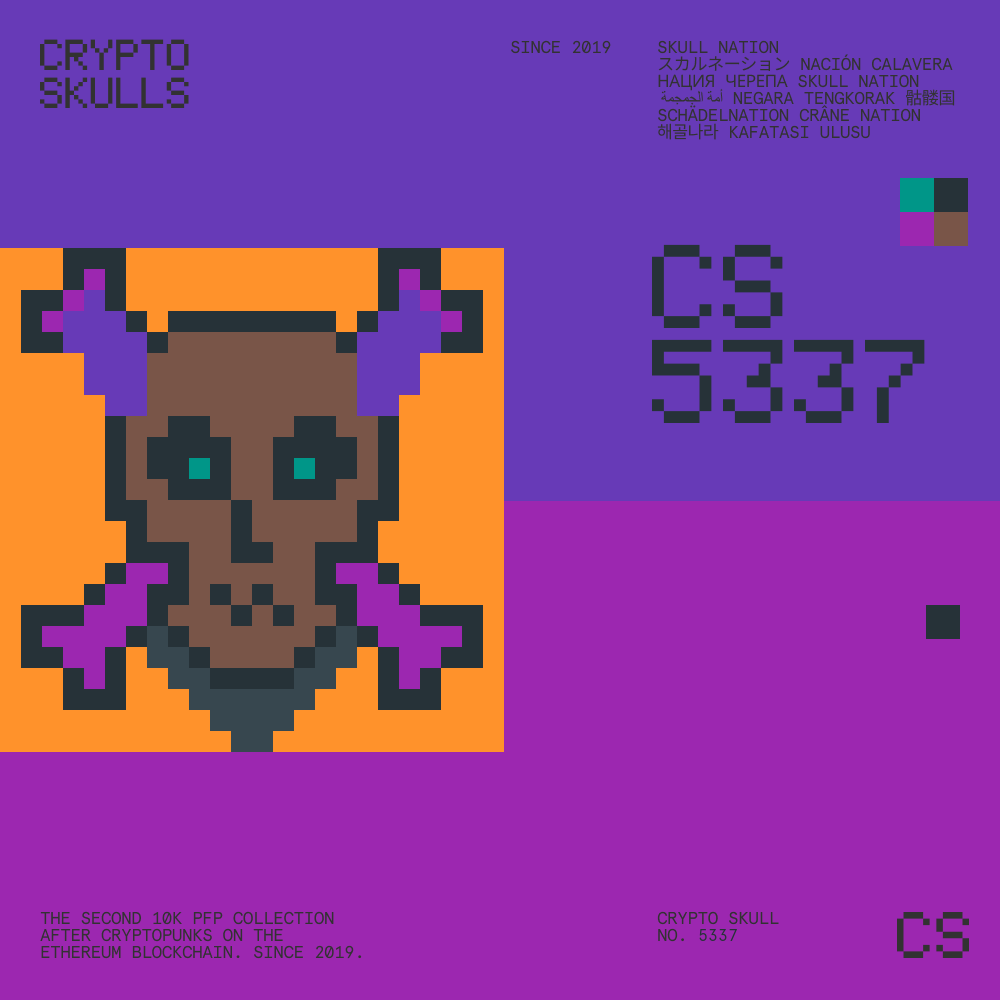 CRYPTO
SKULLS
SINCE 2019
SKULL NATION
スカルネーション NACIÓN CALAVERA
НАЦИЯ ЧЕРЕПА SKULL NATION
أمة الجمجمة NEGARA TENGKORAK 骷髅国
SCHÄDELNATION CRÂNE NATION
해골나라 KAFATASI ULUSU
CS
5337
THE SECOND 10K PFP COLLECTION
AFTER CRYPTOPUNKS ON THE
ETHEREUM BLOCKCHAIN. SINCE 2019.
CRYPTO SKULL
NO. 5337
CS